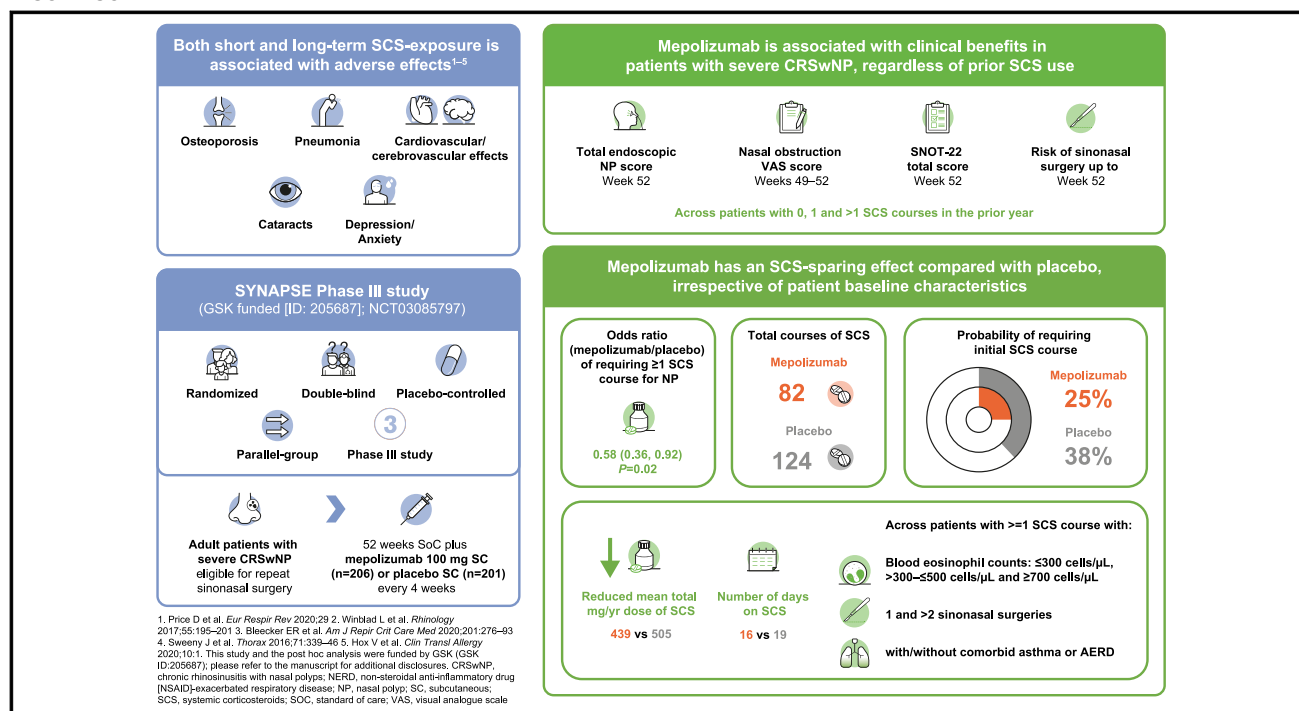 Both short and long-term SCS-exposure is
associated with adverse effects1–5
Osteoporosis
Pneumonia
Cardiovascular/
cerebrovascular effects
Cataracts
Depression/
Anxiety
SYNAPSE Phase III study
(GSK funded [ID: 205687]; NCT03085797)
Randomized
? ?
Double-blind
Placebo-controlled
Parallel-group
3
Phase III study
Adult patients with
severe CRSwNP
eligible for repeat
sinonasal surgery
52 weeks SoC plus
mepolizumab 100 mg SC
(n=206) or placebo SC (n=201)
every 4 weeks
1. Price D et al. Eur Respir Rev 2020;29 2. Winblad L et al. Rhinology
2017;55:195–201 3. Bleecker ER et al. Am J Repir Crit Care Med 2020;201:276–93
4. Sweeny J et al. Thorax 2016;71:339–46 5. Hox V et al. Clin Transl Allergy
2020;10:1. This study and the post hoc analysis were funded by GSK (GSK
ID:205687); please refer to the manuscript for additional disclosures. CRSwNP,
chronic rhinosinusitis with nasal polyps; NERD, non-steroidal anti-inflammatory drug
[NSAID]-exacerbated respiratory disease; NP, nasal polyp; SC, subcutaneous;
SCS, systemic corticosteroids; SOC, standard of care; VAS, visual analogue scale
Mepolizumab is associated with clinical benefits in
patients with severe CRSwNP, regardless of prior SCS use
Total endoscopic
NP score
Week 52
Nasal obstruction
VAS score
Weeks 49–52
SNOT-22
total score
Week 52
Risk of sinonasal
surgery up to
Week 52
Across patients with 0, 1 and >1 SCS courses in the prior year
Mepolizumab has an SCS-sparing effect compared with placebo,
irrespective of patient baseline characteristics
Odds ratio
(mepolizumab/placebo)
of requiring ≥1 SCS
course for NP
0.58 (0.36, 0.92)
P=0.02
Total courses of SCS
Mepolizumab
82
Placebo
124
Probability of requiring
initial SCS course
Mepolizumab
25%
Placebo
38%
Reduced mean total
mg/yr dose of SCS
439 vs 505
Number of days
on SCS
16 vs 19
Across patients with >=1 SCS course with:
Blood eosinophil counts: ≤300 cells/µL,
>300–≤500 cells/µL and ≥700 cells/µL
1 and >2 sinonasal surgeries
with/without comorbid asthma or AERD